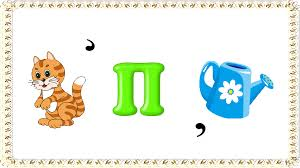 , П ,